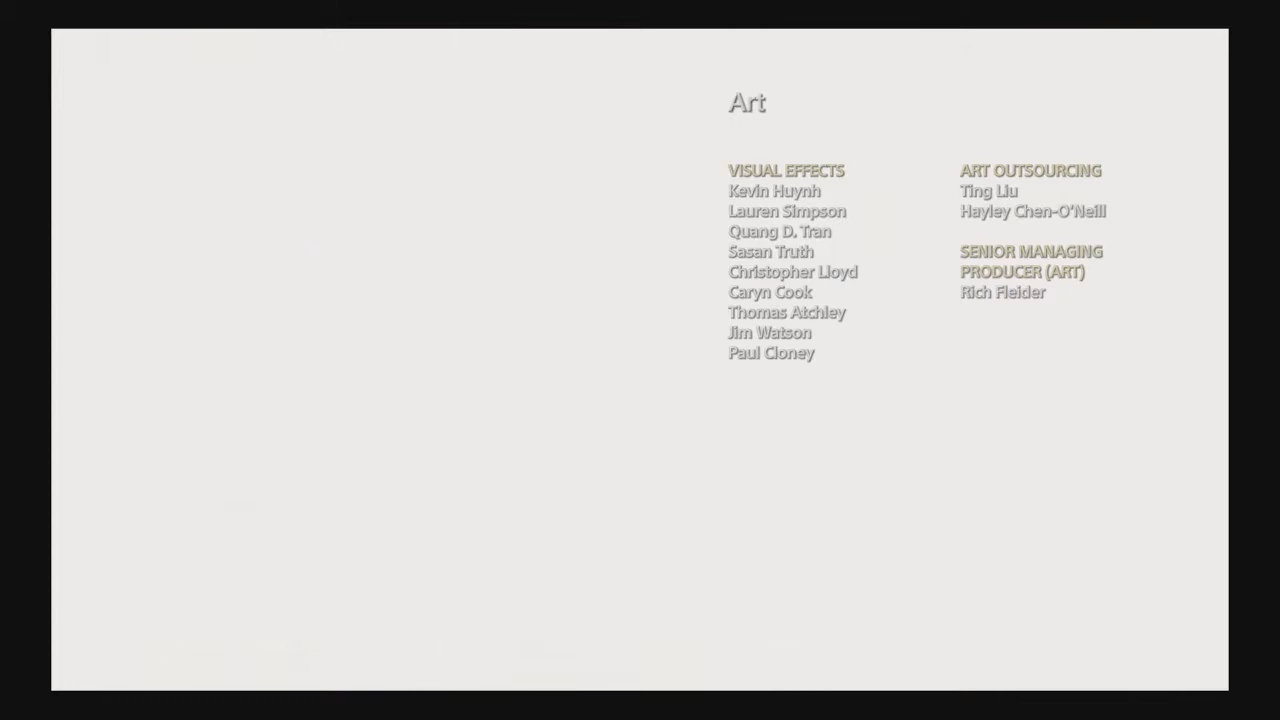 Art
VISUAL EFFECTS
Kevin Huynh
Lauren Simpson
Quang D. Tran
Sasan Truth
Christopher Lloyd
Caryn Cook
Thomas Atchley
Jim Watson
Paul Cloney
ART OUTSOURCING
Ting Liu
Hayley Chen-O'Neill
SENIOR MANAGING
PRODUCER (ART)
Rich Fleider